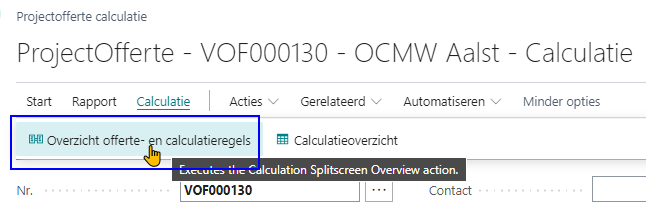 Projectofferte calculatie
ProjectOfferte - VOF000130 - OCMW Aalst - Calculatie
Start Rapport Calculatie Acties Gerelateerd Automatiseren Minder opties
Overzicht offerte- en calculatieregels Calculatieoverzicht
Executes the Calculation Splitscreen Overview action.
Nr. VOF000130 ... Contact